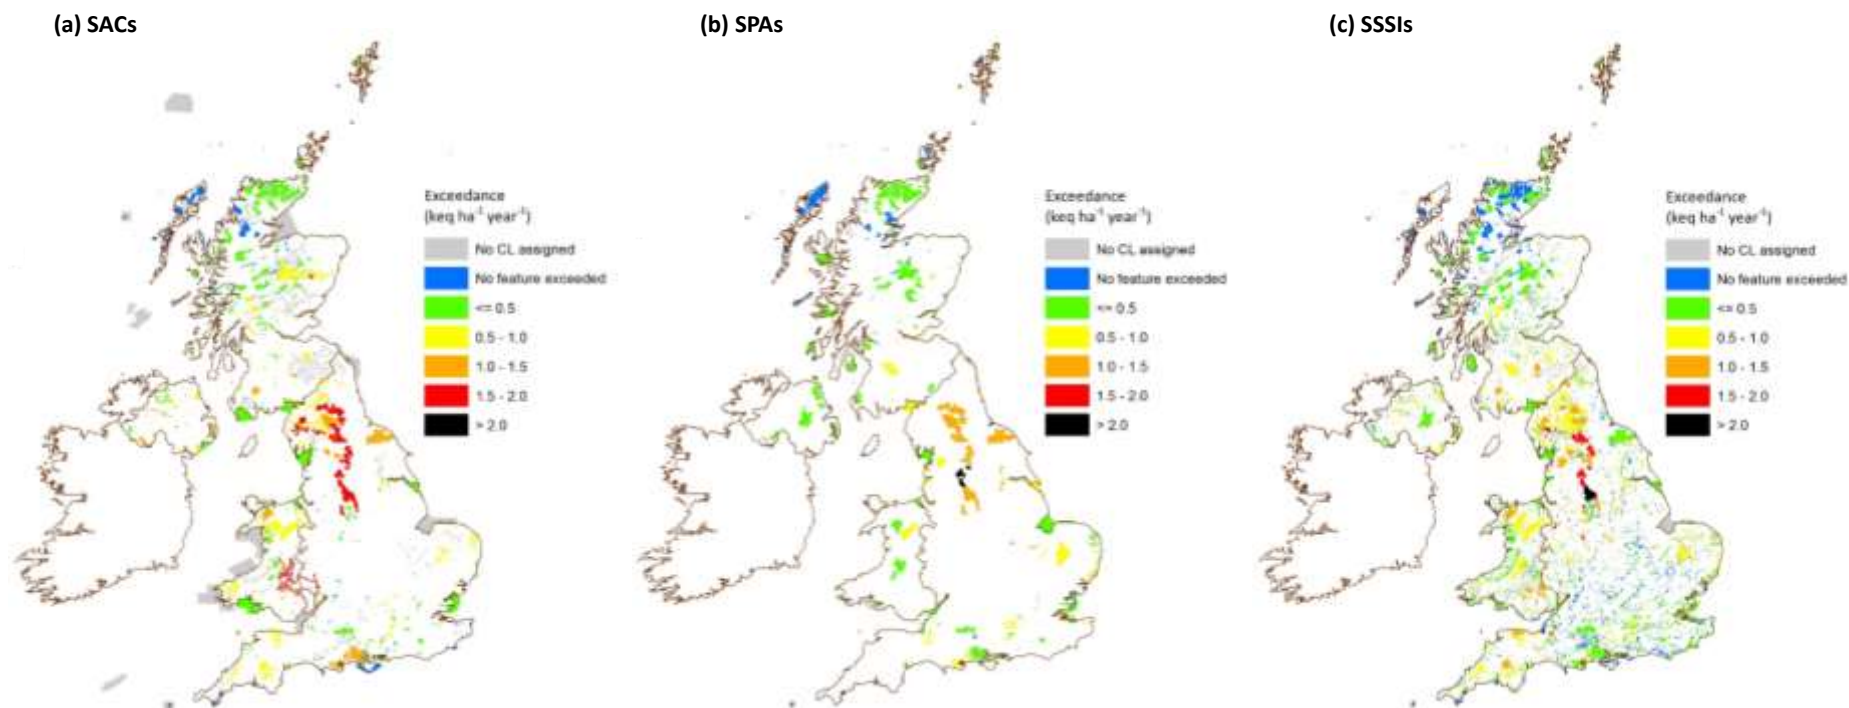 (a) SACs
(b) SPAs
(c) SSSIs
Exceedance
(keq ha⁻¹ year⁻¹)
No CL assigned
No feature exceeded
<= 0.5
0.5 - 1.0
1.0 - 1.5
1.5 - 2.0
> 2.0
Exceedance
(keq ha⁻¹ year⁻¹)
No CL assigned
No feature exceeded
<= 0.5
0.5 - 1.0
1.0 - 1.5
1.5 - 2.0
> 2.0
Exceedance
(keq ha⁻¹ year⁻¹)
No CL assigned
No feature exceeded
<= 0.5
0.5 - 1.0
1.0 - 1.5
1.5 - 2.0
> 2.0